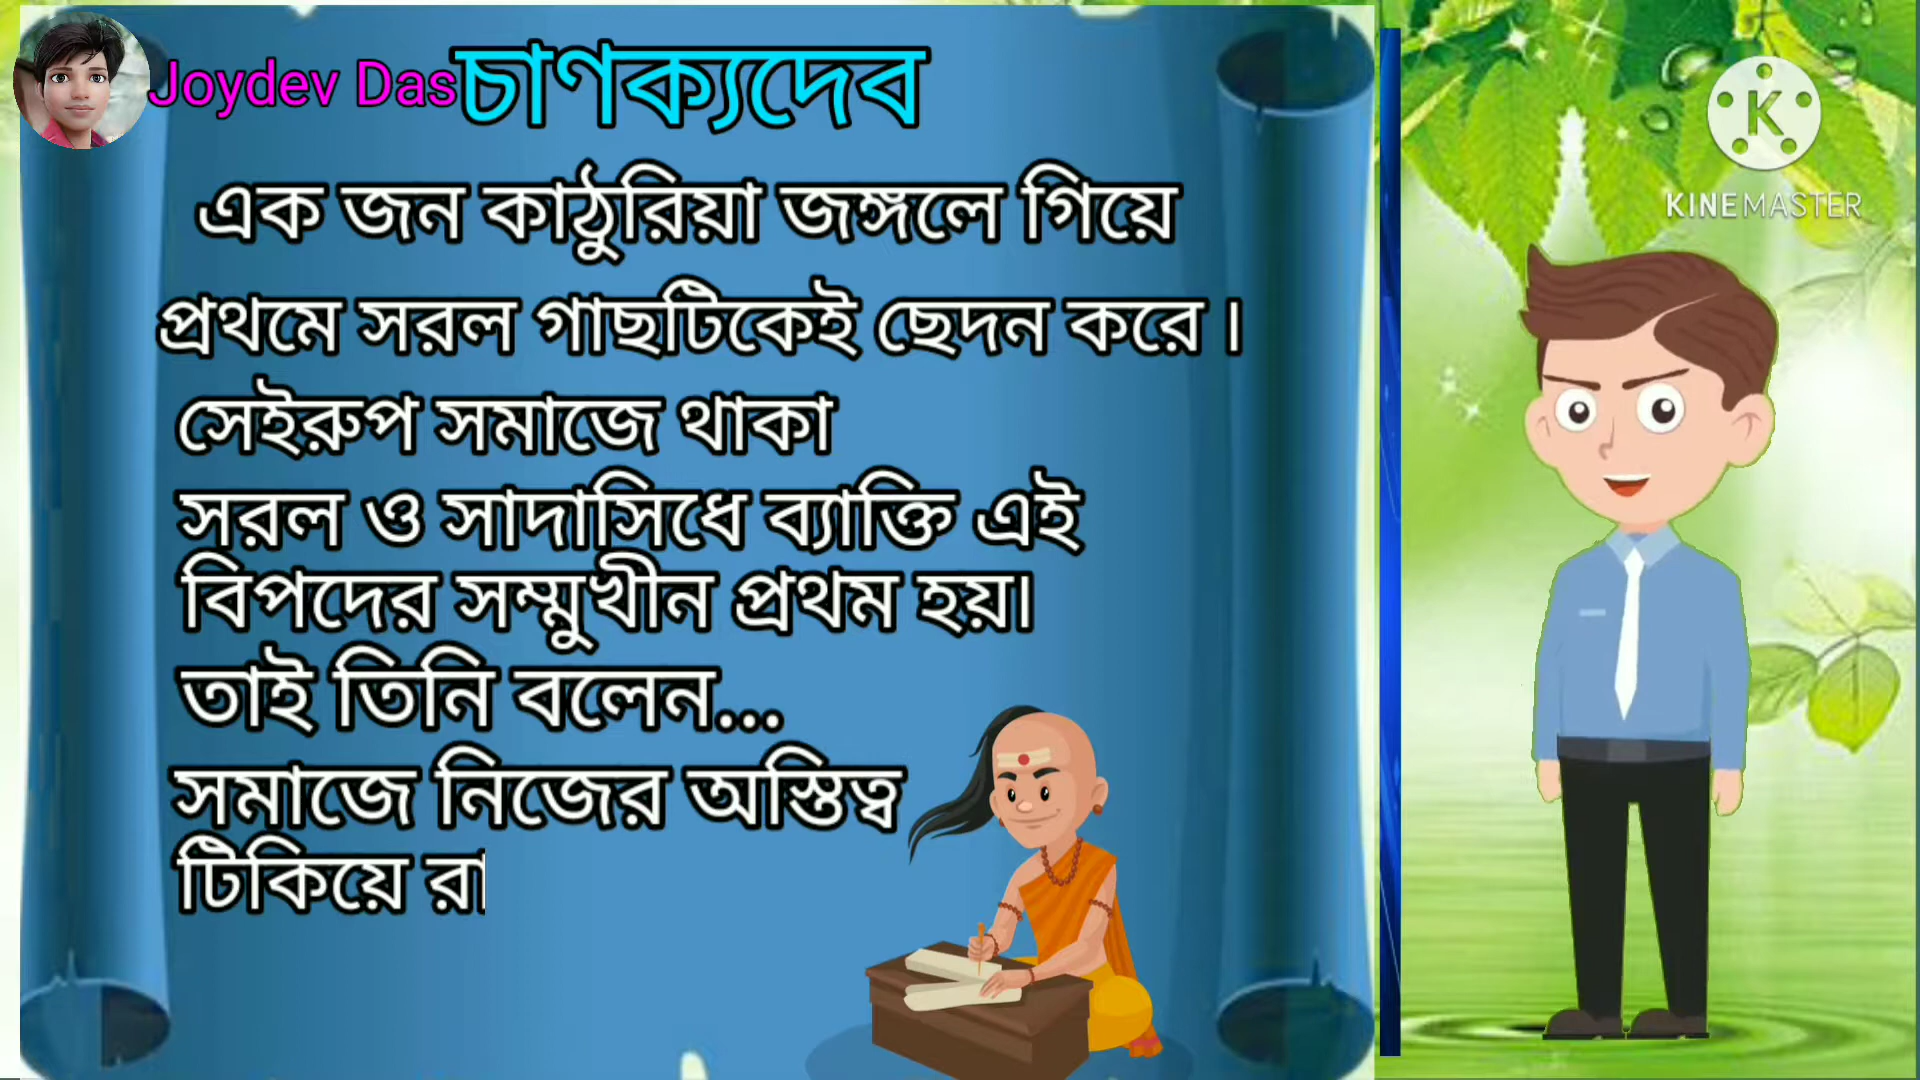 Joydev Das চাণক্যদেব
KINEMASTER
এক জন কাঠুরিয়া জঙ্গলে গিয়ে
প্রথমে সরল গাছটিকেই ছেদন করে।
সেইরুপ সমাজে থাকা
সরল ও সাদাসিধে ব্যাক্তি এই
বিপদের সম্মুখীন প্রথম হয়।
তাই তিনি বলেন...
সমাজে নিজের অস্তিত্ব
টিকিয়ে রা